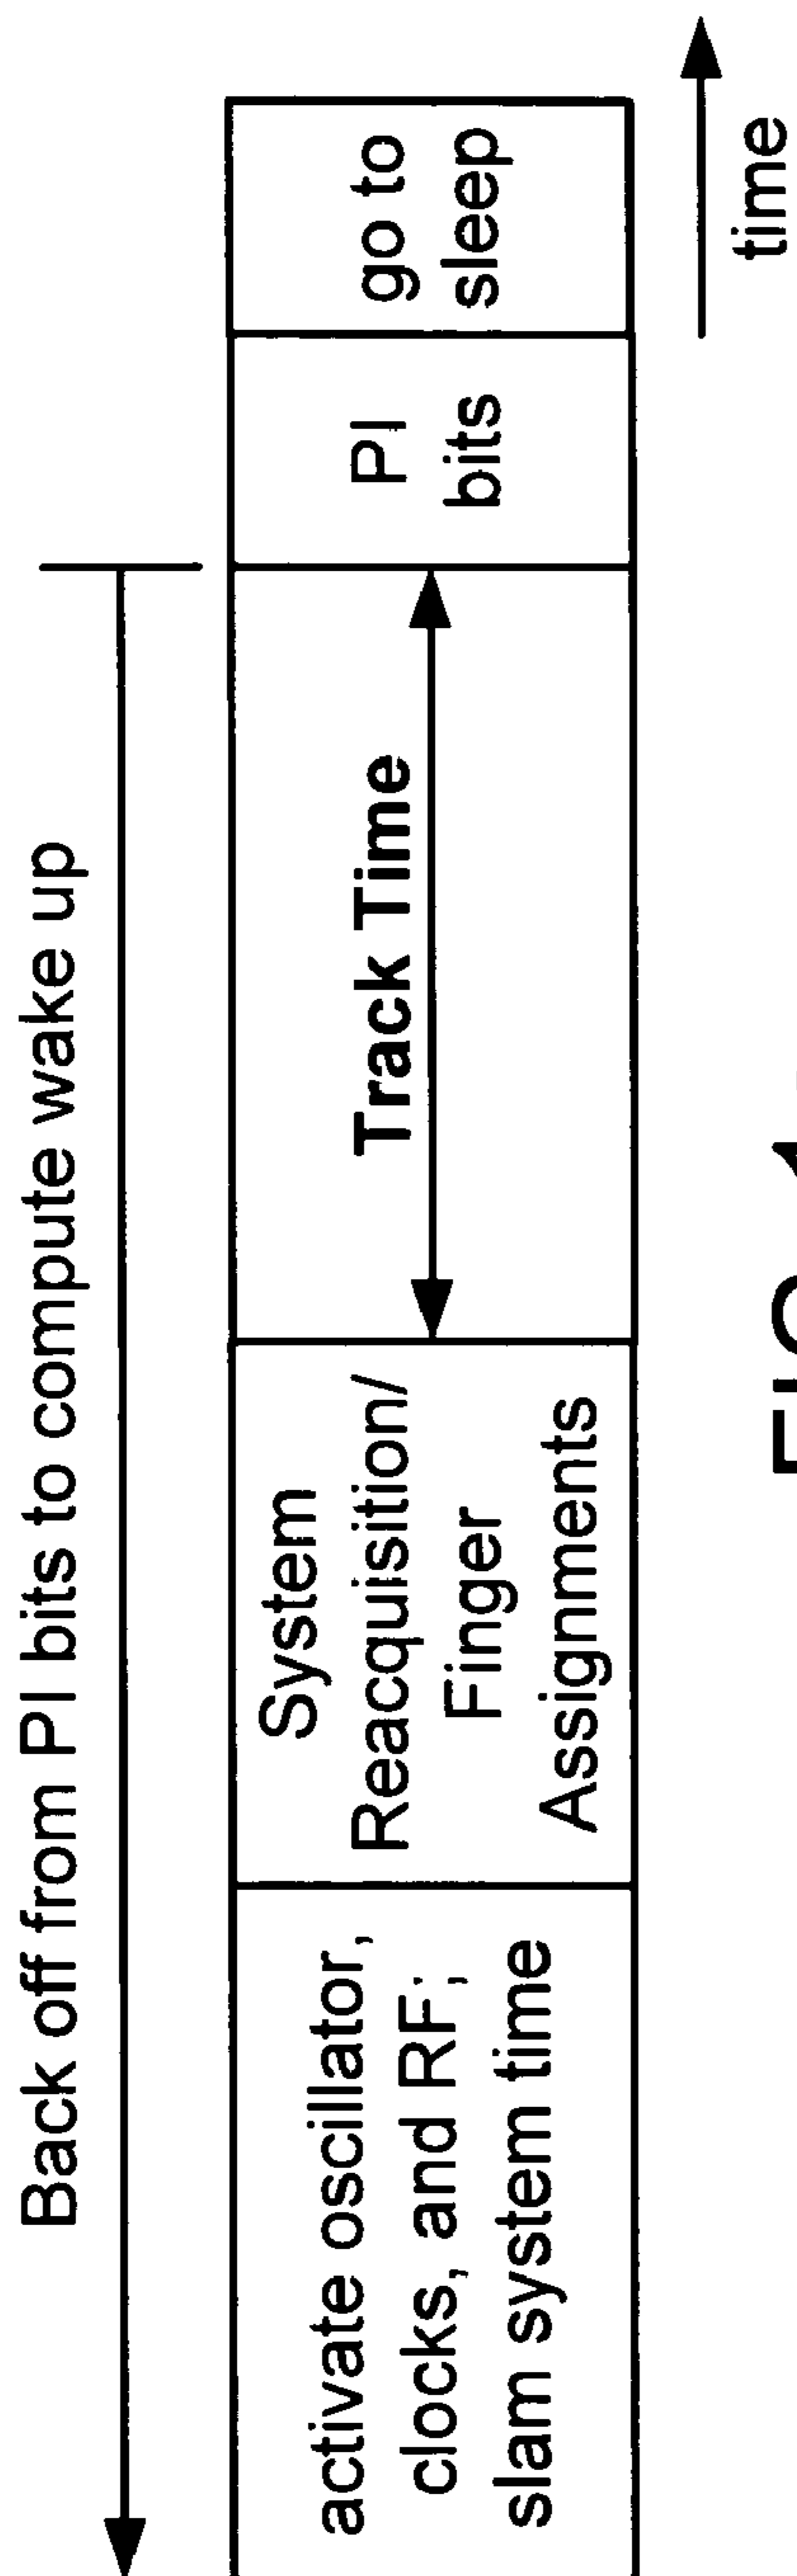 Back off from PI bits to compute wake up
activate oscillator,
clocks, and RF;
slam system time
System
Reacquisition/
Finger
Assignments
Track Time
PI
bits
go to
sleep
time